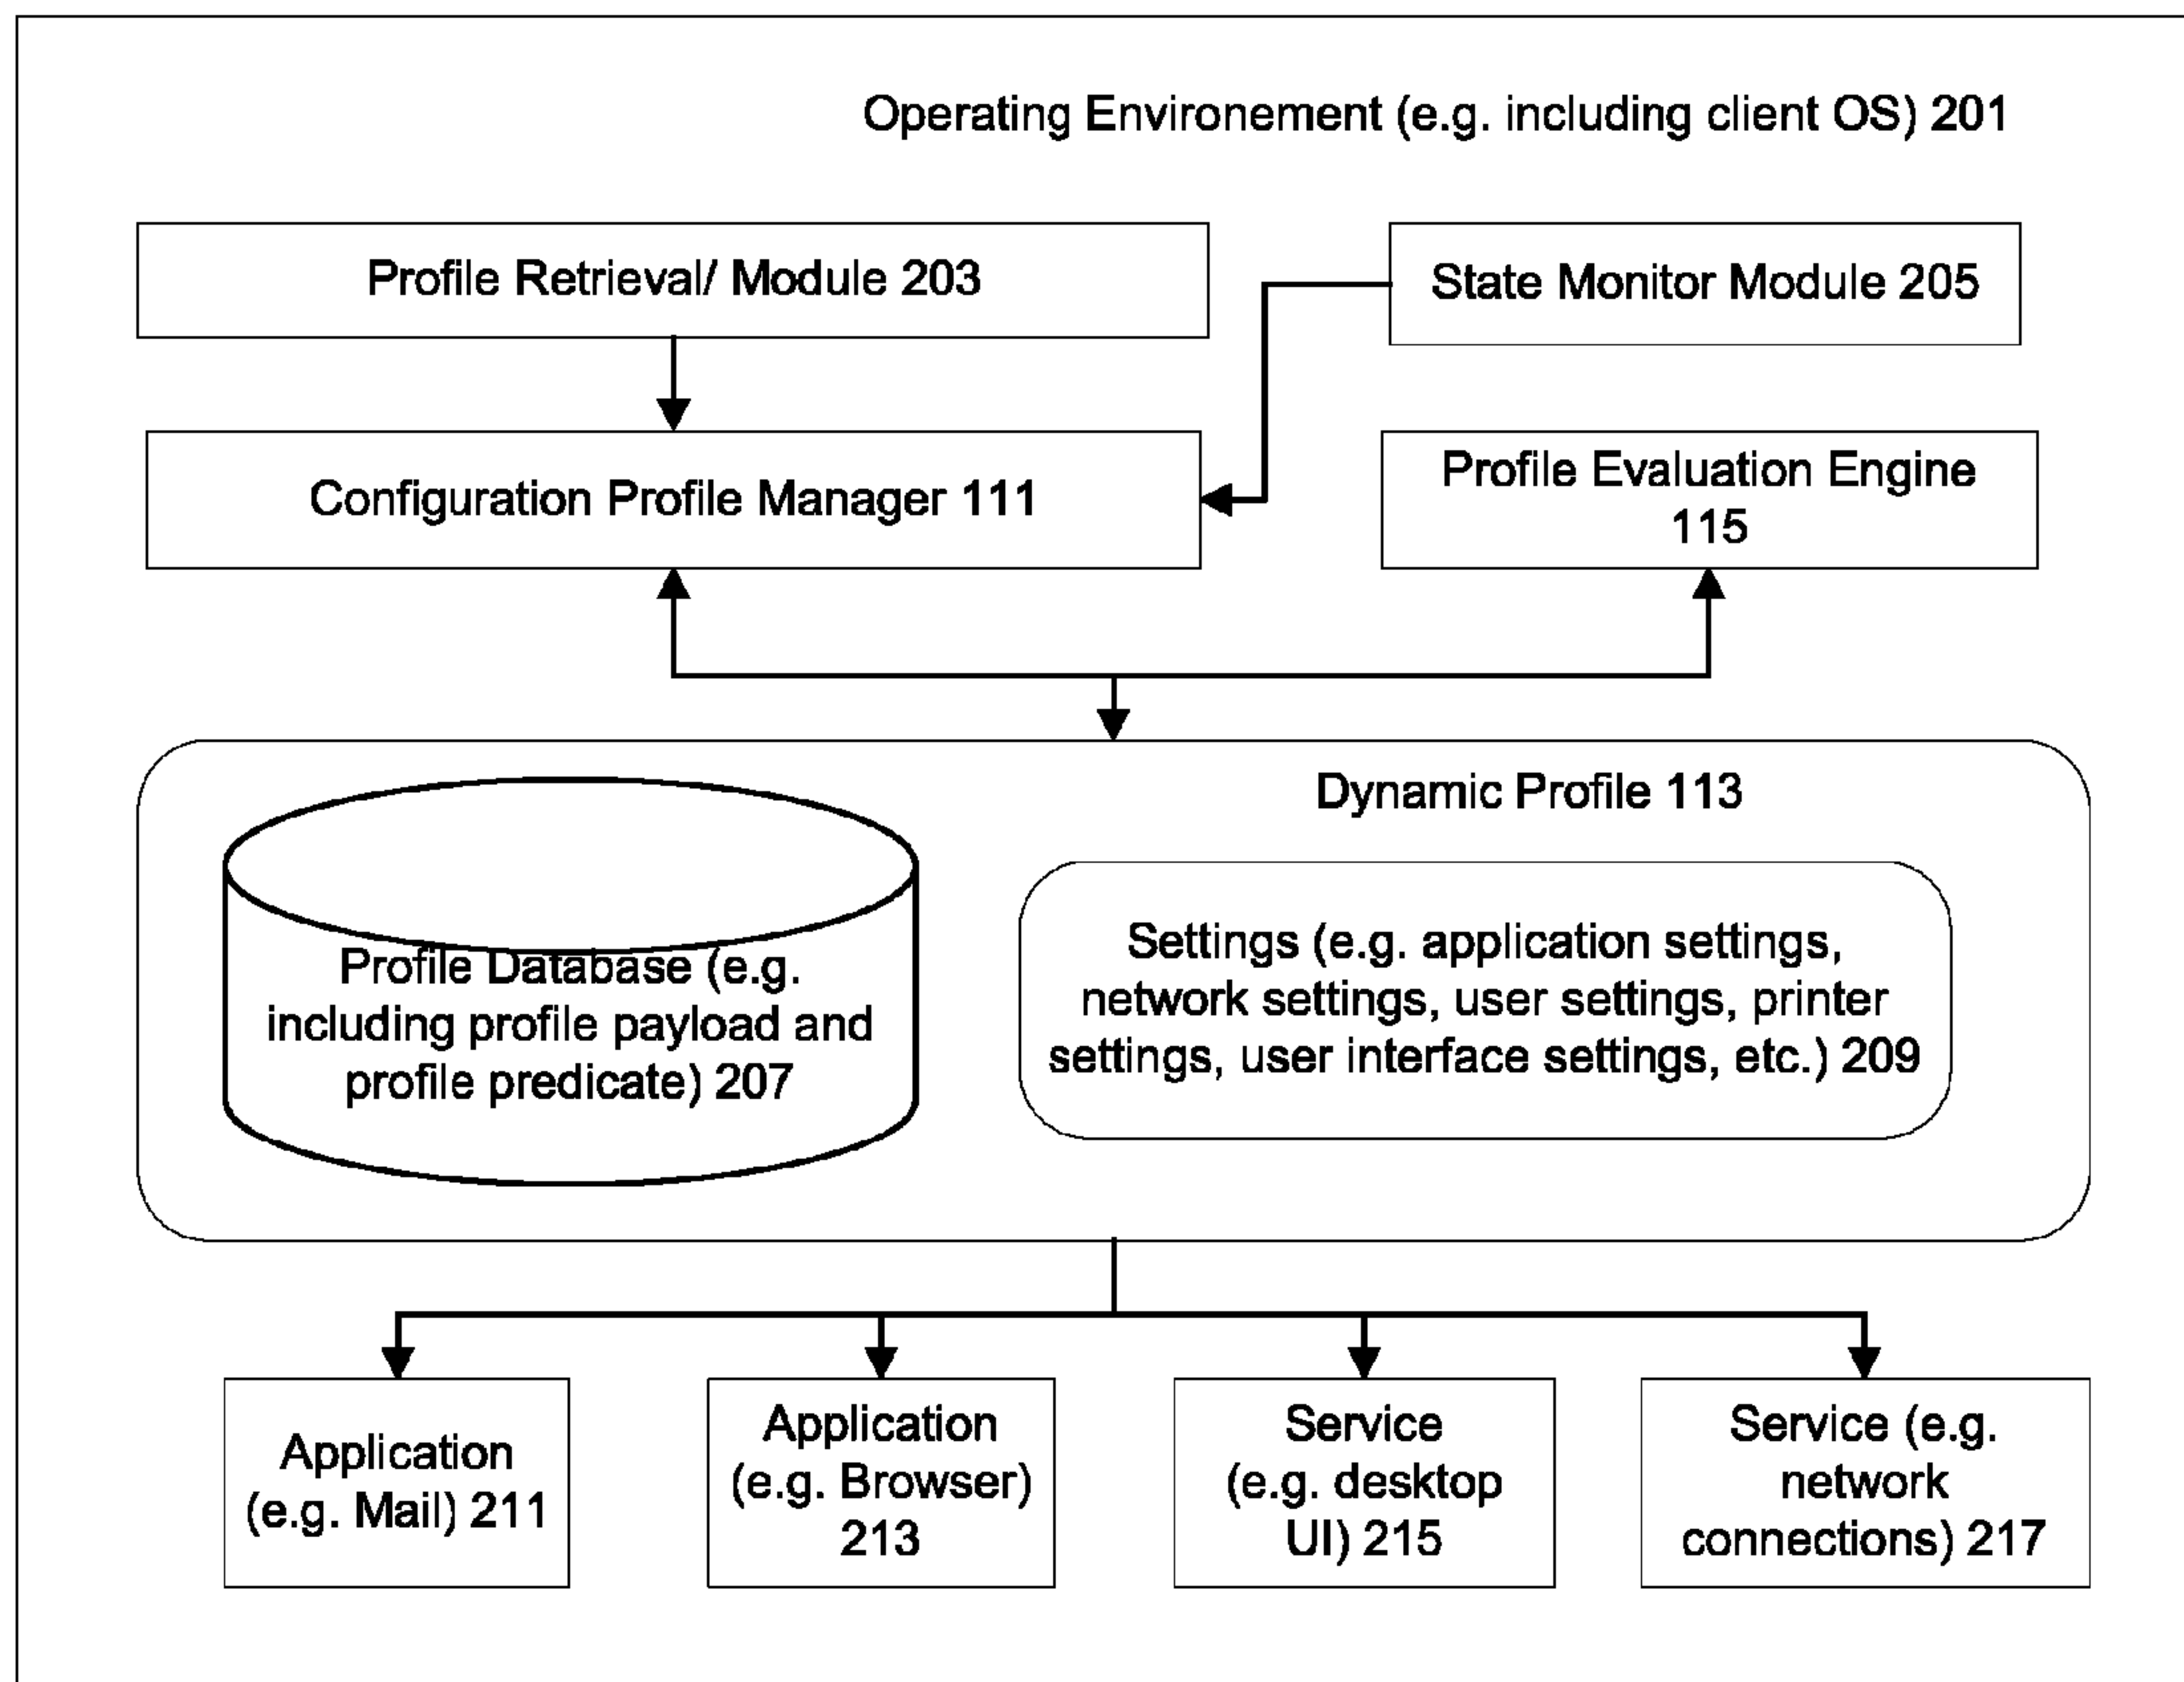 Operating Environement (e.g. including client OS) 201
Profile Retrieval/ Module 203
State Monitor Module 205
Configuration Profile Manager 111
Profile Evaluation Engine
115
Dynamic Profile 113
Profile Database (e.g.
including profile payload and
profile predicate) 207
Settings (e.g. application settings,
network settings, user settings, printer
settings, user interface settings, etc.) 209
Application
(e.g. Mail) 211
Application
(e.g. Browser)
213
Service
(e.g. desktop
UI) 215
Service (e.g.
network
connections) 217